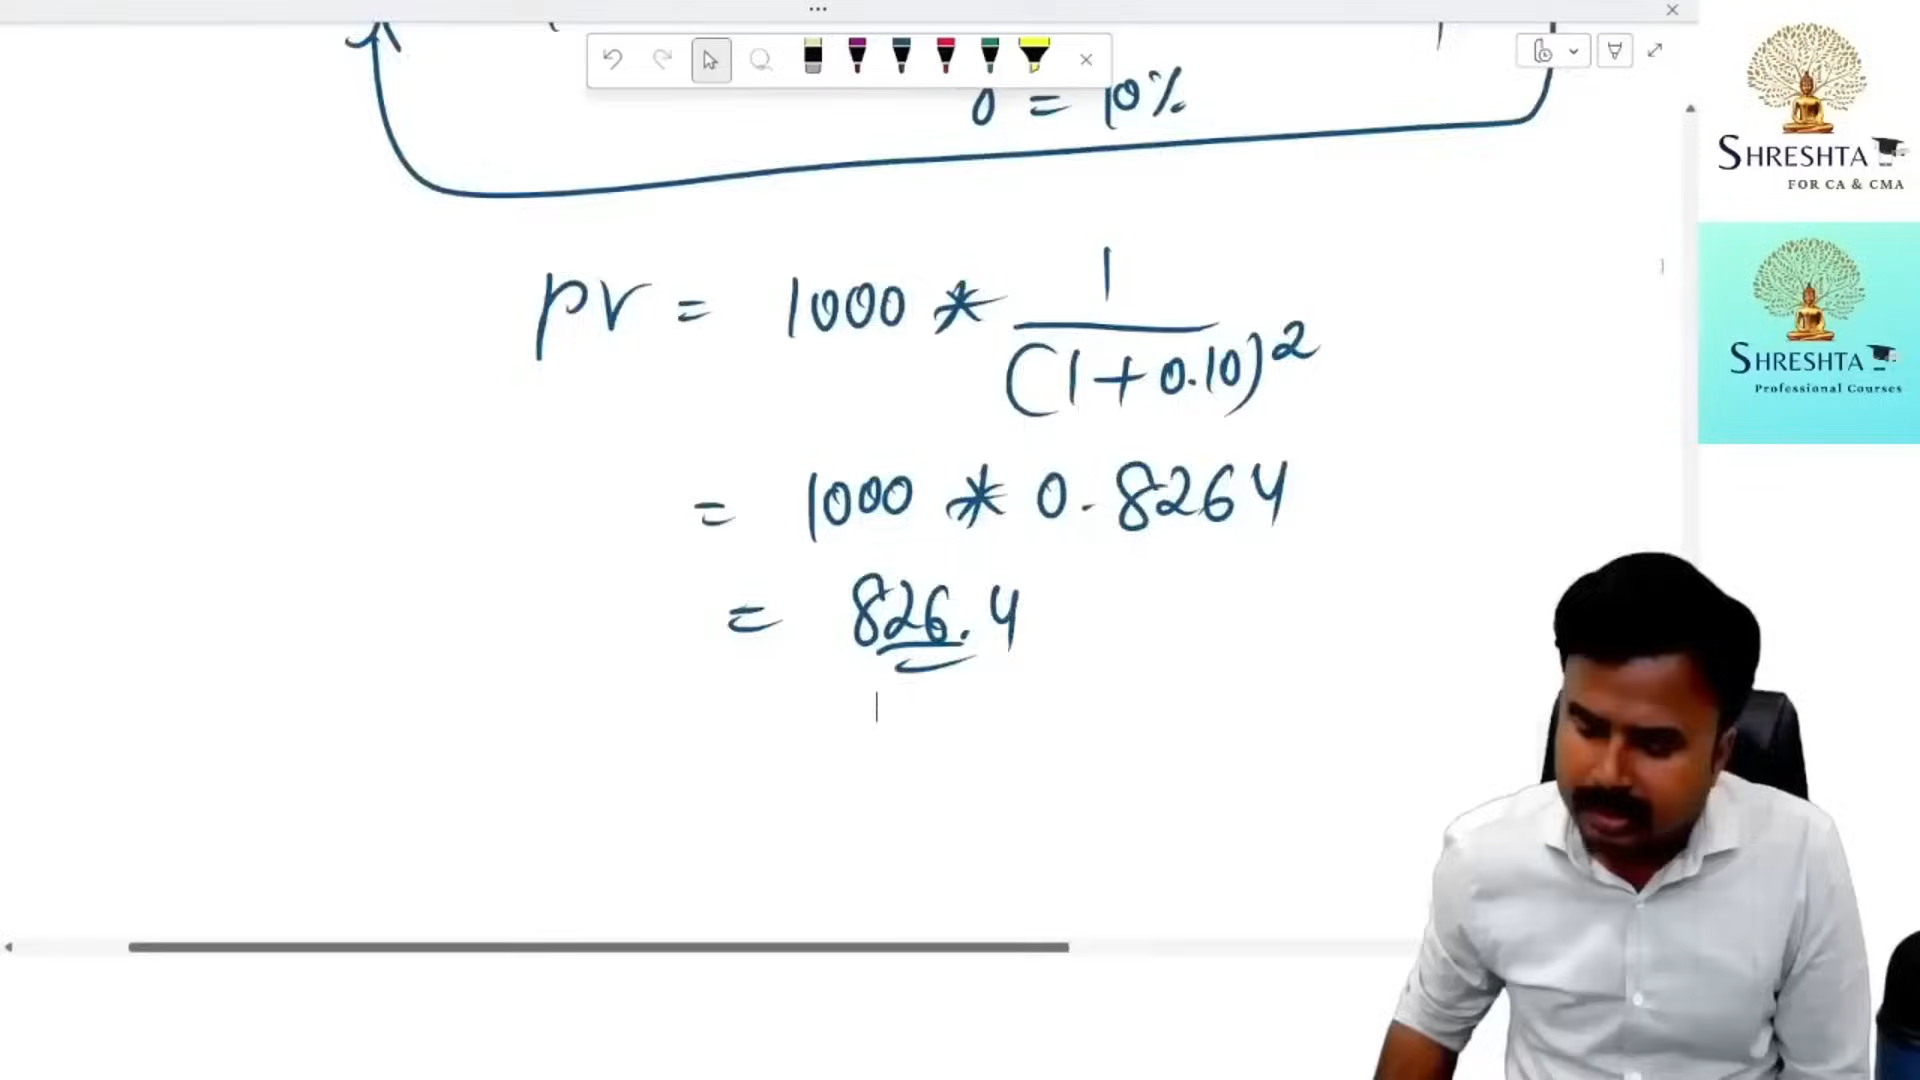 = 10%
PV = 1000 * 1 / (1+0.10)²
= 1000 * 0.8264
= 826.4
SHRESHTA
FOR CA & CMA
SHRESHTA
Professional Courses